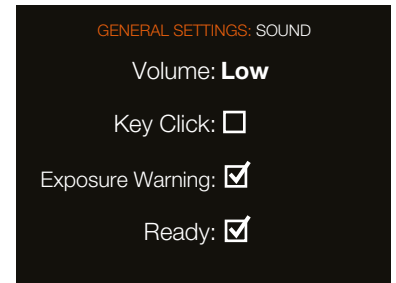 GENERAL SETTINGS: SOUND
Volume: Low
Key Click:
Exposure Warning:
Ready: